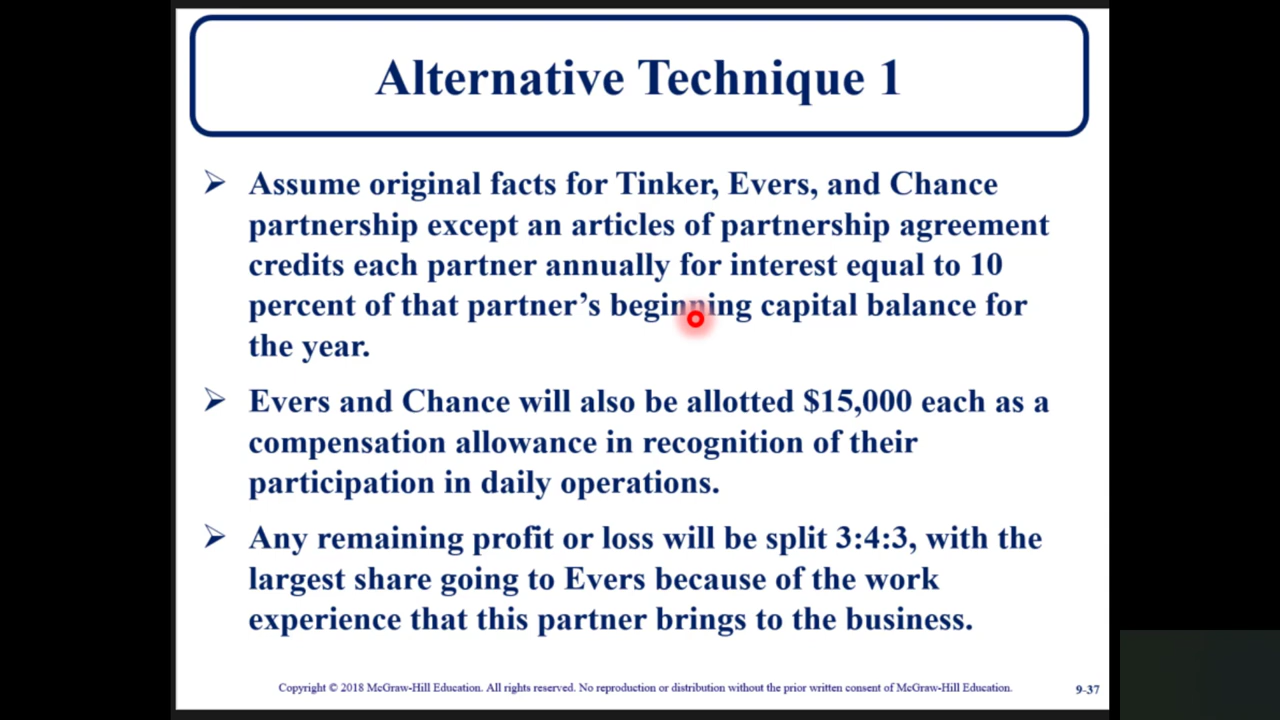 Alternative Technique 1
Assume original facts for Tinker, Evers, and Chance
partnership except an articles of partnership agreement
credits each partner annually for interest equal to 10
percent of that partner’s beginning capital balance for
the year.
Evers and Chance will also be allotted $15,000 each as a
compensation allowance in recognition of their
participation in daily operations.
Any remaining profit or loss will be split 3:4:3, with the
largest share going to Evers because of the work
experience that this partner brings to the business.
Copyright © 2018 McGraw-Hill Education. All rights reserved. No reproduction or distribution without the prior written consent of McGraw-Hill Education.
9-37